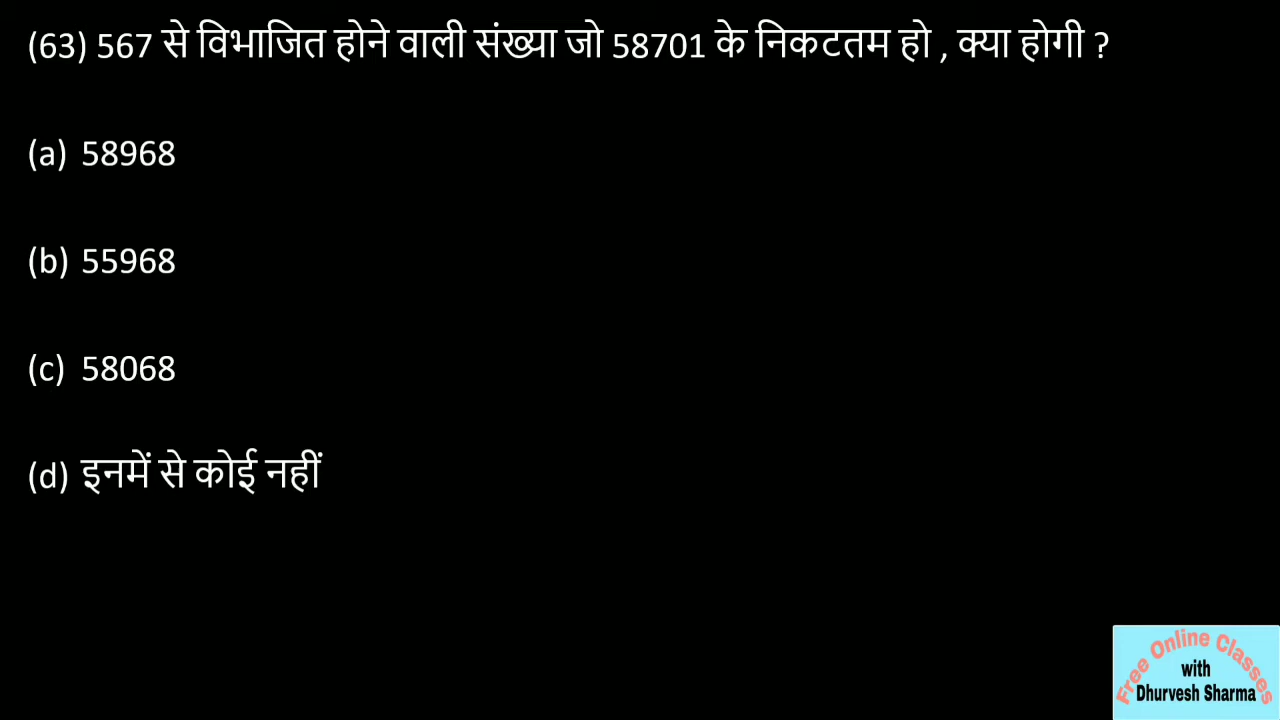 (63) 567 से विभाजित होने वाली संख्या जो 58701 के निकटतम हो , क्या होगी ?
(a) 58968
(b) 55968
(c) 58068
(d) इनमें से कोई नहीं
Free Online Classes
with
Dhurvesh Sharma